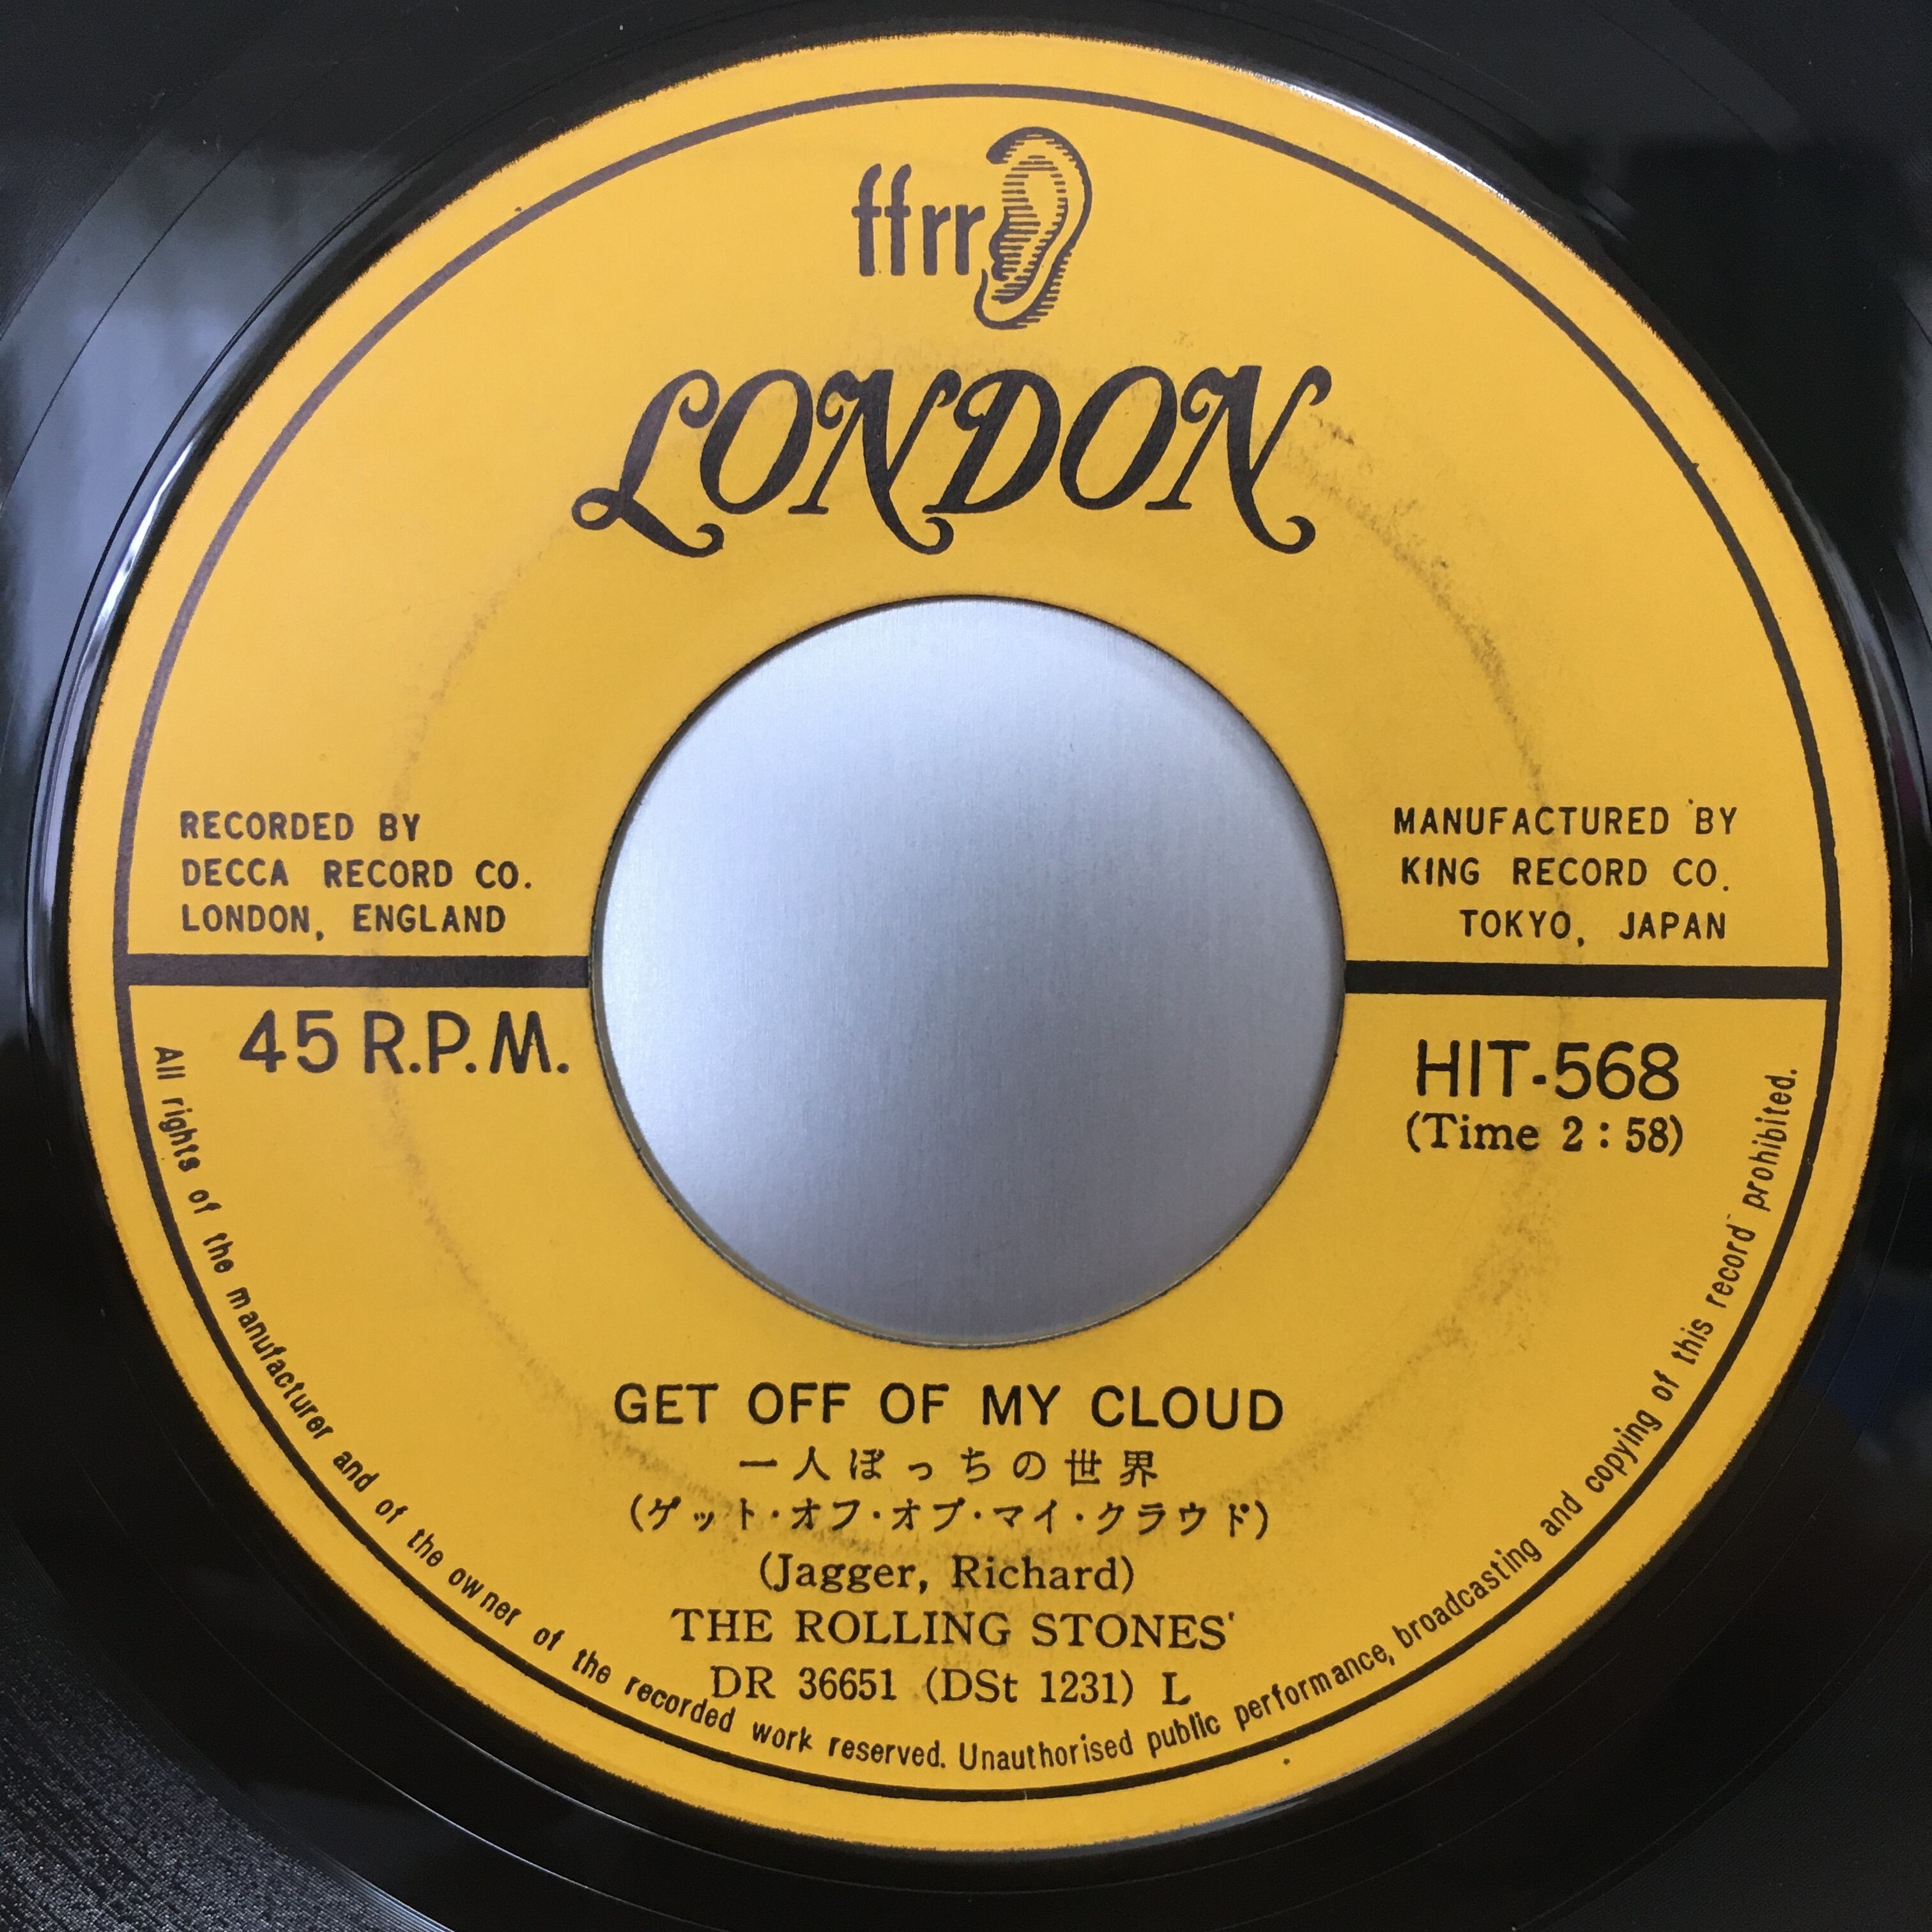 ffrr
LONDON
RECORDED BY
DECCA RECORD CO.
LONDON, ENGLAND
MANUFACTURED BY
KING RECORD CO.
TOKYO, JAPAN
45 R.P.M.
HIT-568
(Time 2:58)
GET OFF OF MY CLOUD
一人ぼっちの世界
(ゲット・オフ・オブ・マイ・クラウド)
(Jagger, Richard)
THE ROLLING STONES'
DR 36651 (DSt 1231) L
All rights of the manufacturer and of the owner of the recorded work reserved. Unauthorised public performance, broadcasting and copying of this record prohibited.